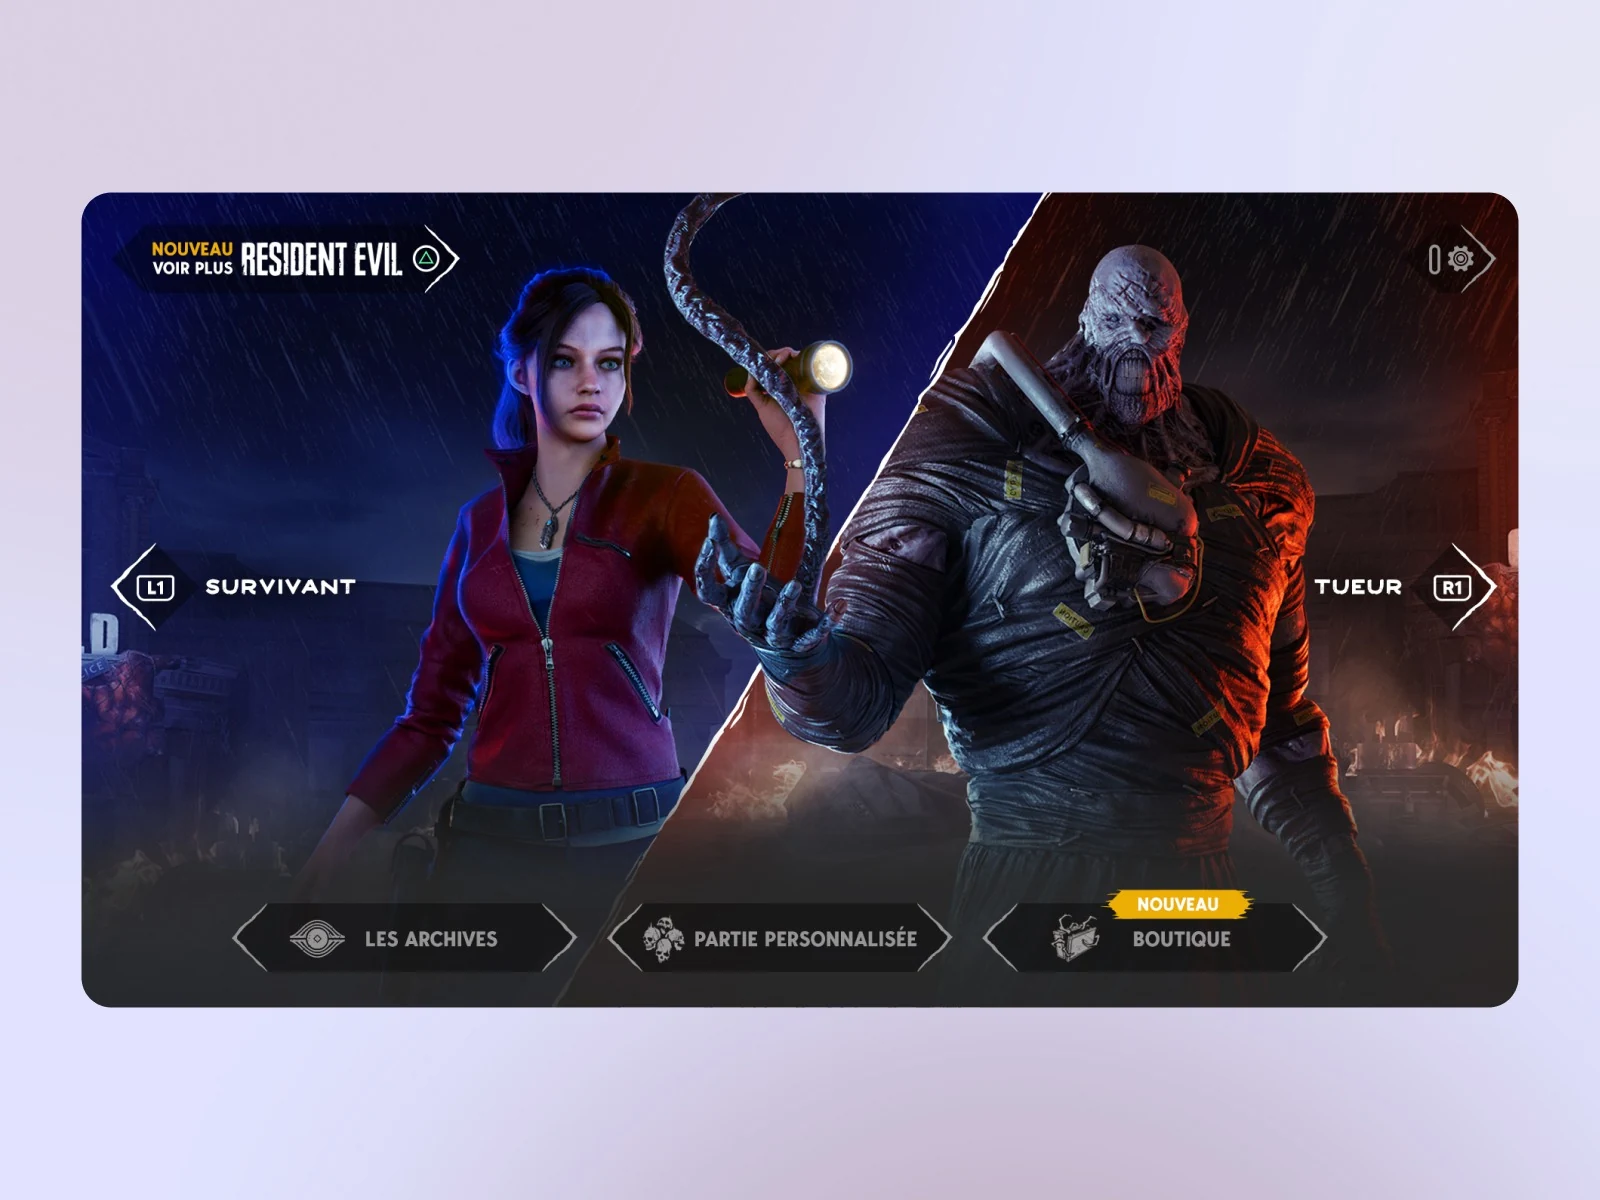 NOUVEAU
VOIR PLUS
RESIDENT EVIL
L1
SURVIVANT
TUEUR
R1
LES ARCHIVES
PARTIE PERSONNALISÉE
NOUVEAU
BOUTIQUE